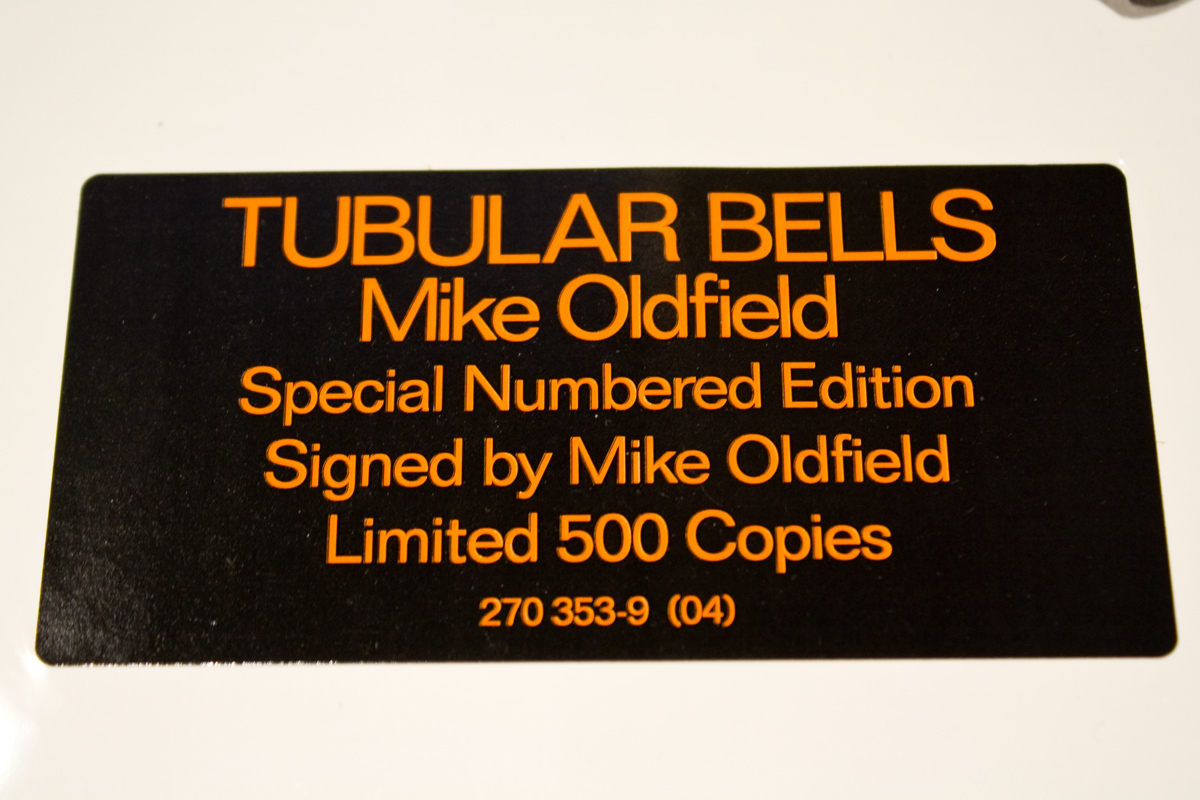 TUBULAR BELLS
Mike Oldfield
Special Numbered Edition
Signed by Mike Oldfield
Limited 500 Copies
270 353-9 (04)